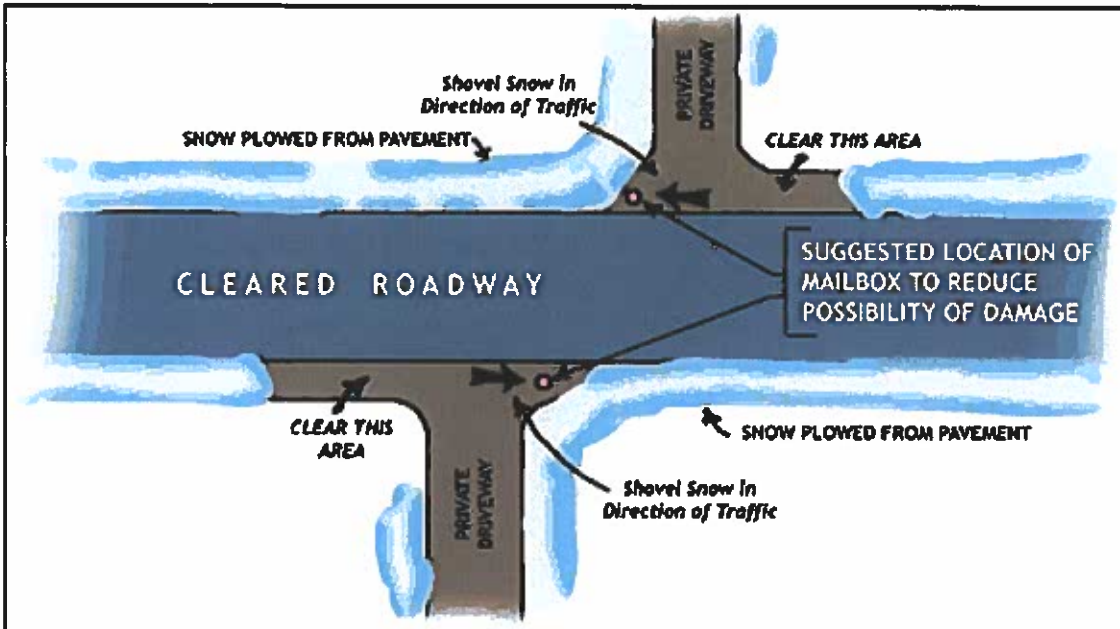 Shovel Snow in
Direction of Traffic
PRIVATE
DRIVEWAY
SNOW PLOWED FROM PAVEMENT
CLEAR THIS AREA
CLEARED ROADWAY
SUGGESTED LOCATION OF
MAILBOX TO REDUCE
POSSIBILITY OF DAMAGE
CLEAR THIS
AREA
SNOW PLOWED FROM PAVEMENT
PRIVATE
DRIVEWAY
Shovel Snow in
Direction of Traffic